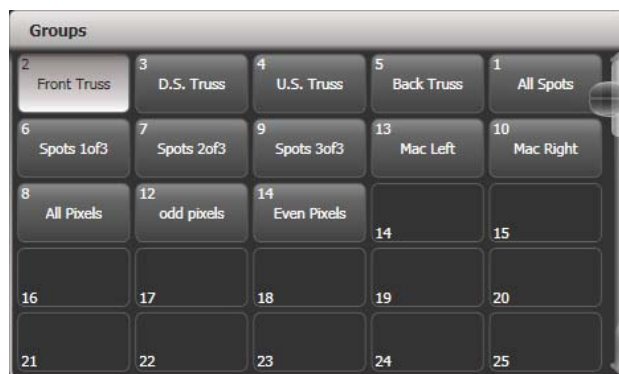 Groups
2 3 4 5 1
Front Truss D.S. Truss U.S. Truss Back Truss All Spots
6 7 9 13 10
Spots 1of3 Spots 2of3 Spots 3of3 Mac Left Mac Right
8 12 14
All Pixels odd pixels Even Pixels
14 15
16 17 18 19 20
21 22 23 24 25